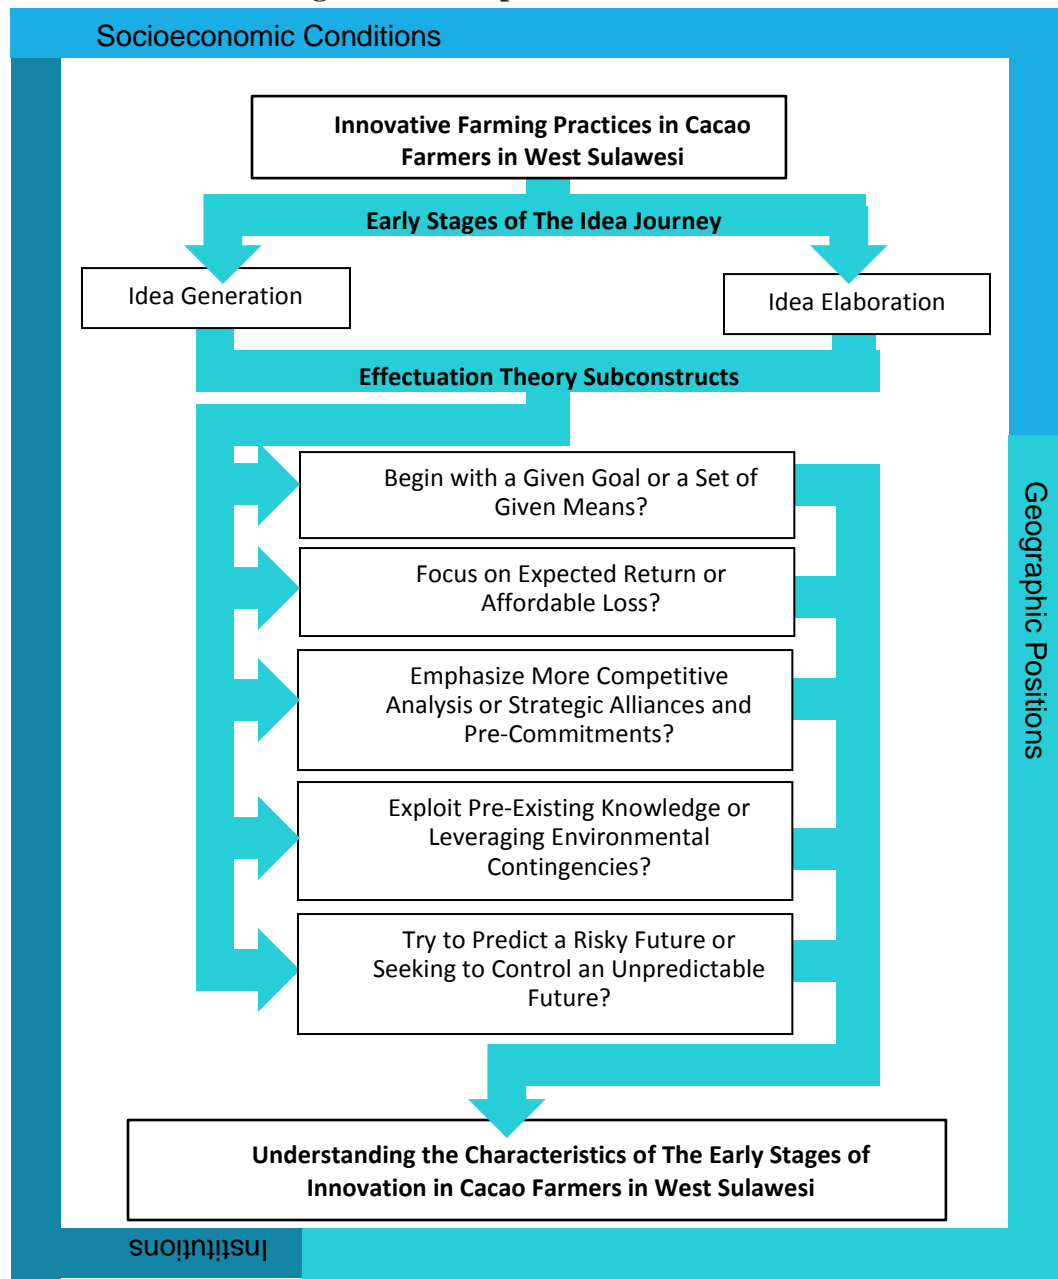 Socioeconomic Conditions
Innovative Farming Practices in Cacao
Farmers in West Sulawesi
Early Stages of The Idea Journey
Idea Generation
Idea Elaboration
Effectuation Theory Subconstructs
Begin with a Given Goal or a Set of
Given Means?
Focus on Expected Return or
Affordable Loss?
Emphasize More Competitive
Analysis or Strategic Alliances and
Pre-Commitments?
Exploit Pre-Existing Knowledge or
Leveraging Environmental
Contingencies?
Try to Predict a Risky Future or
Seeking to Control an Unpredictable
Future?
Geographic Positions
Understanding the Characteristics of The Early Stages of
Innovation in Cacao Farmers in West Sulawesi
Institutions